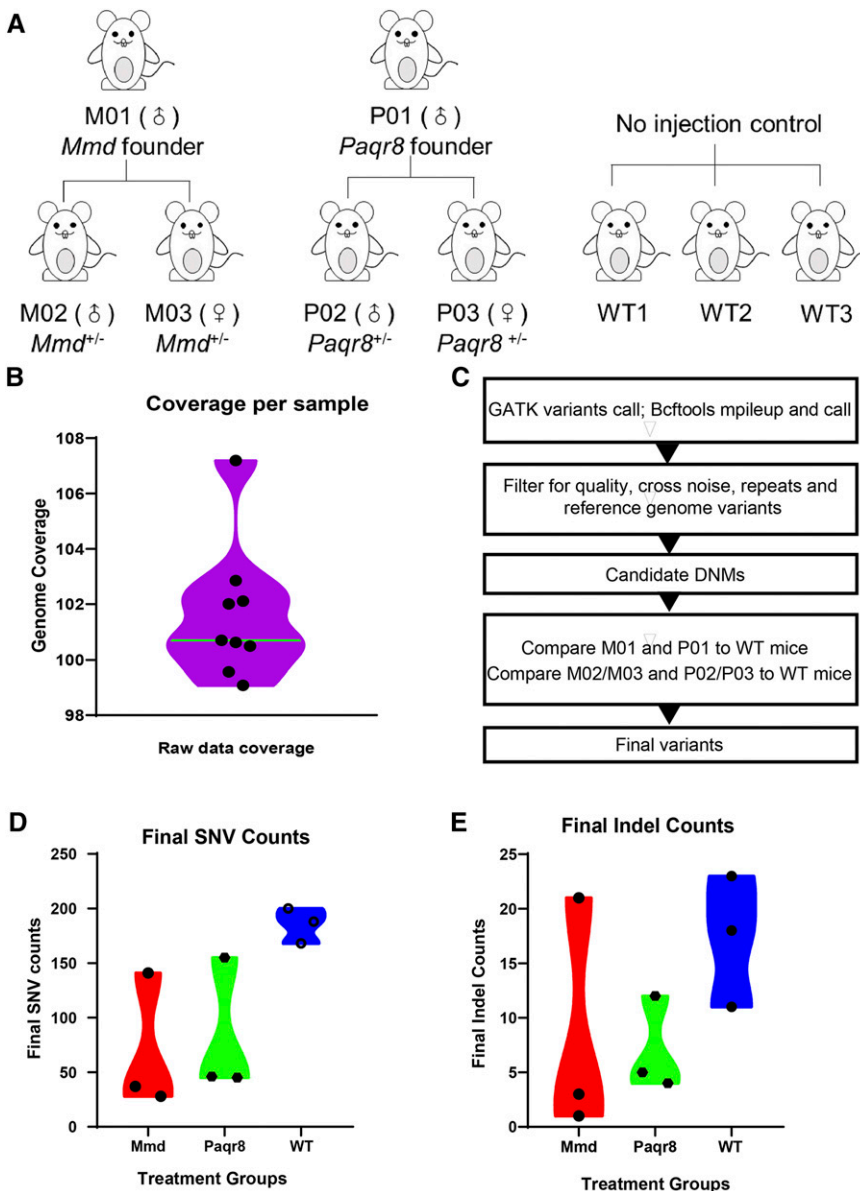 A
M01 (♂)
Mmd founder
P01 (♂)
Paqr8 founder
No injection control
M02 (♂)
Mmd+/-
M03 (♀)
Mmd+/-
P02 (♂)
Paqr8+/-
P03 (♀)
Paqr8 +/-
WT1
WT2
WT3
B
Coverage per sample
Genome Coverage
108
106
104
102
100
98
Raw data coverage
C
GATK variants call; Bcftools mpileup and call
Filter for quality, cross noise, repeats and
reference genome variants
Candidate DNMs
Compare M01 and P01 to WT mice
Compare M02/M03 and P02/P03 to WT mice
Final variants
D
Final SNV Counts
Final SNV counts
250
200
150
100
50
0
Mmd
Paqr8
WT
Treatment Groups
E
Final Indel Counts
Final Indel Counts
25
20
15
10
5
0
Mmd
Paqr8
WT
Treatment Groups